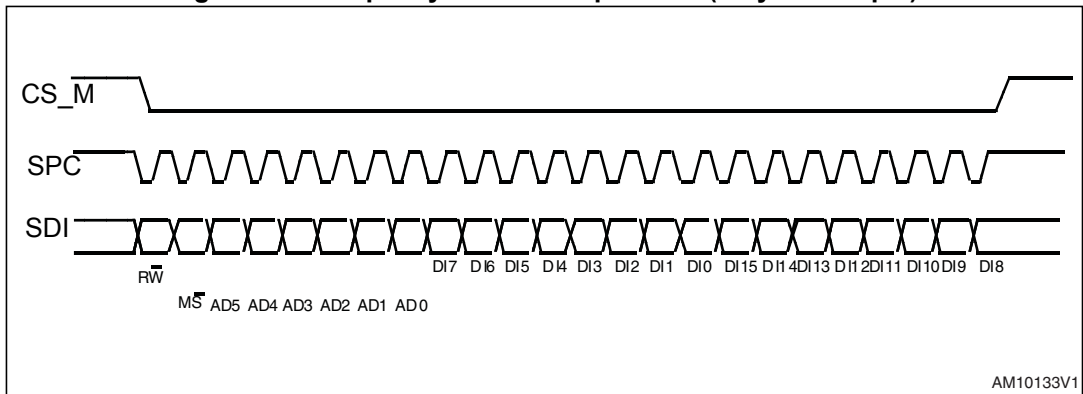 CS_M
SPC
SDI
RW̅ DI7 DI6 DI5 DI4 DI3 DI2 DI1 DI0 DI15 DI14 DI13 DI12 DI11 DI10 DI9 DI8
MS̅ AD5 AD4 AD3 AD2 AD1 AD0
AM10133V1